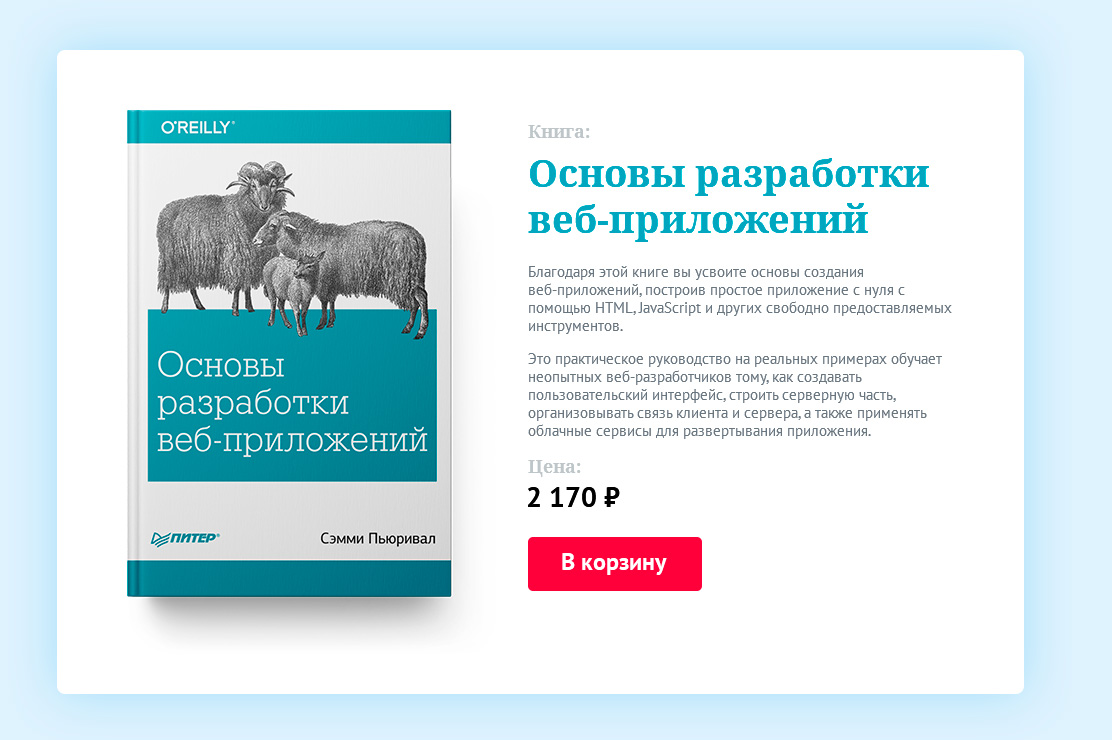 O'REILLY®
Основы
разработки
веб-приложений
ПИТЕР®
Сэмми Пьюривал
Книга:
Основы разработки
веб-приложений
Благодаря этой книге вы усвоите основы создания
веб-приложений, построив простое приложение с нуля с
помощью HTML, JavaScript и других свободно предоставляемых
инструментов.
Это практическое руководство на реальных примерах обучает
неопытных веб-разработчиков тому, как создавать
пользовательский интерфейс, строить серверную часть,
организовывать связь клиента и сервера, а также применять
облачные сервисы для развертывания приложения.
Цена:
2 170 ₽
В корзину